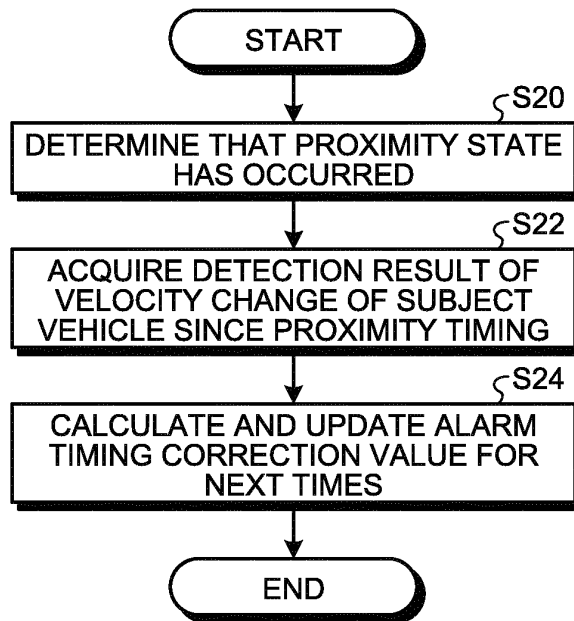 START
S20
DETERMINE THAT PROXIMITY STATE
HAS OCCURRED
S22
ACQUIRE DETECTION RESULT OF
VELOCITY CHANGE OF SUBJECT
VEHICLE SINCE PROXIMITY TIMING
S24
CALCULATE AND UPDATE ALARM
TIMING CORRECTION VALUE FOR
NEXT TIMES
END